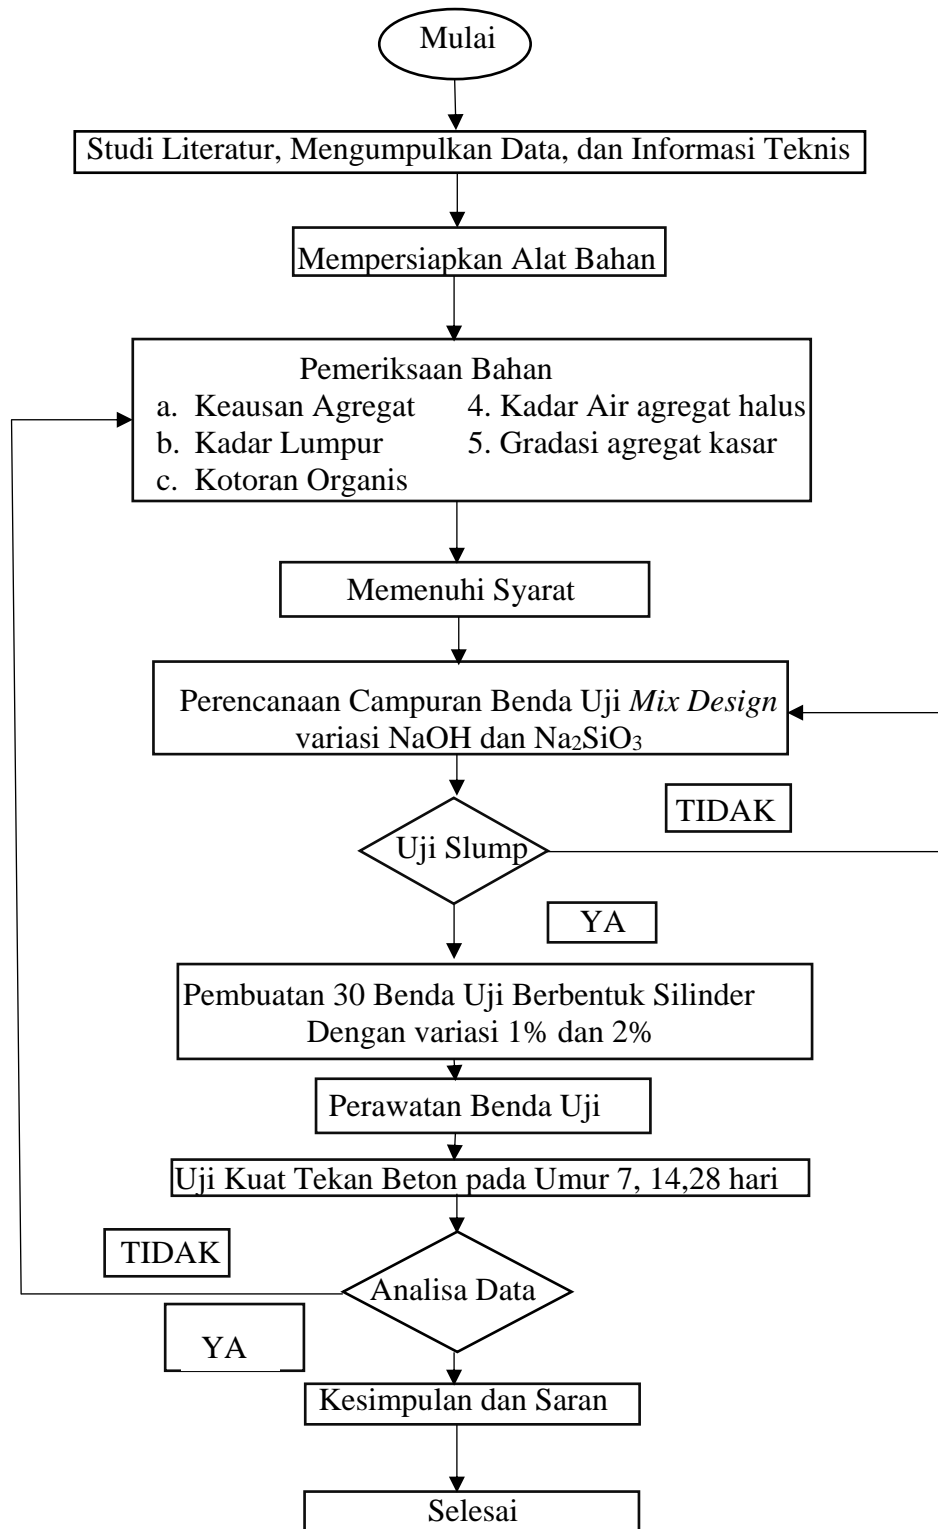 Mulai
Studi Literatur, Mengumpulkan Data, dan Informasi Teknis
Mempersiapkan Alat Bahan
Pemeriksaan Bahan
a. Keausan Agregat
b. Kadar Lumpur
c. Kotoran Organis
4. Kadar Air agregat halus
5. Gradasi agregat kasar
Memenuhi Syarat
Perencanaan Campuran Benda Uji Mix Design
variasi NaOH dan Na₂SiO₃
TIDAK
Uji Slump
YA
Pembuatan 30 Benda Uji Berbentuk Silinder
Dengan variasi 1% dan 2%
Perawatan Benda Uji
Uji Kuat Tekan Beton pada Umur 7, 14,28 hari
TIDAK
Analisa Data
YA
Kesimpulan dan Saran
Selesai